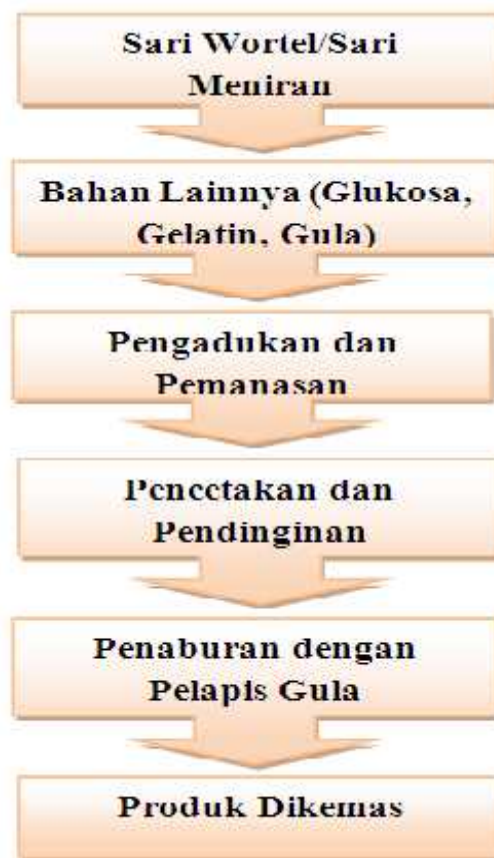 Sari Wortel/Sari
Meniran
Bahan Lainnya (Glukosa,
Gelatin, Gula)
Pengadukan dan
Pemanasan
Pencetakan dan
Pendinginan
Penaburan dengan
Pelapis Gula
Produk Dikemas